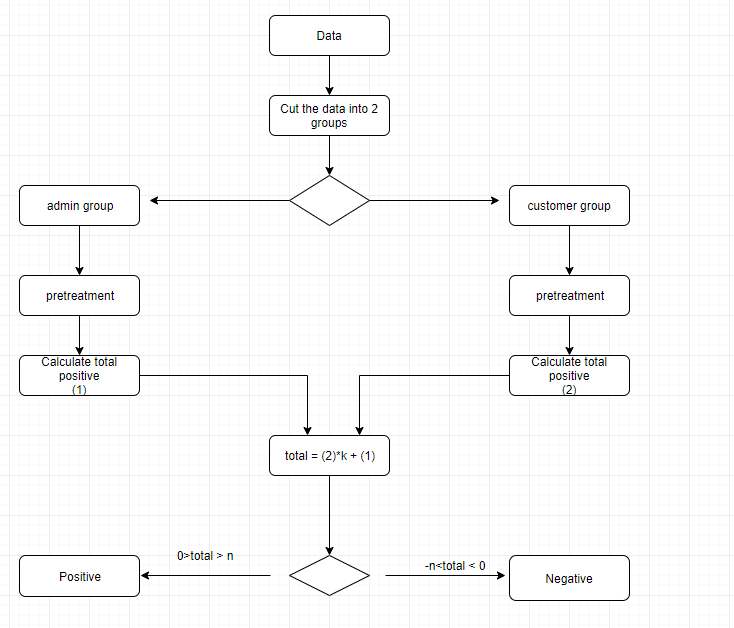 Data
Cut the data into 2
groups
admin group
customer group
pretreatment
pretreatment
Calculate total
positive
(1)
Calculate total
positive
(2)
total = (2)*k + (1)
0>total > n
-n<total < 0
Positive
Negative